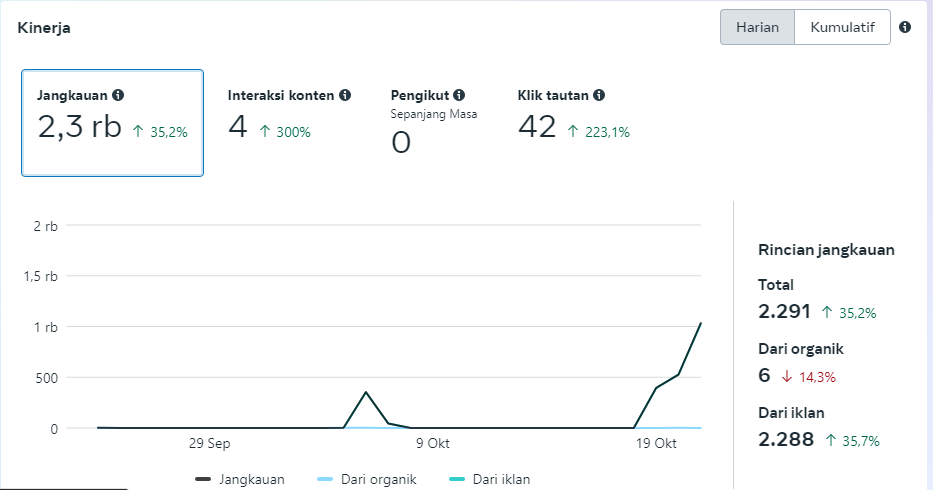 Kinerja
Harian Kumulatif
Jangkauan
2,3 rb ↑ 35,2%
Interaksi konten
4 ↑ 300%
Pengikut
Sepanjang Masa
0
Klik tautan
42 ↑ 223,1%
2 rb
1,5 rb
1 rb
500
0
29 Sep 9 Okt 19 Okt
Jangkauan Dari organik Dari iklan
Rincian jangkauan
Total
2.291 ↑ 35,2%
Dari organik
6 ↓ 14,3%
Dari iklan
2.288 ↑ 35,7%